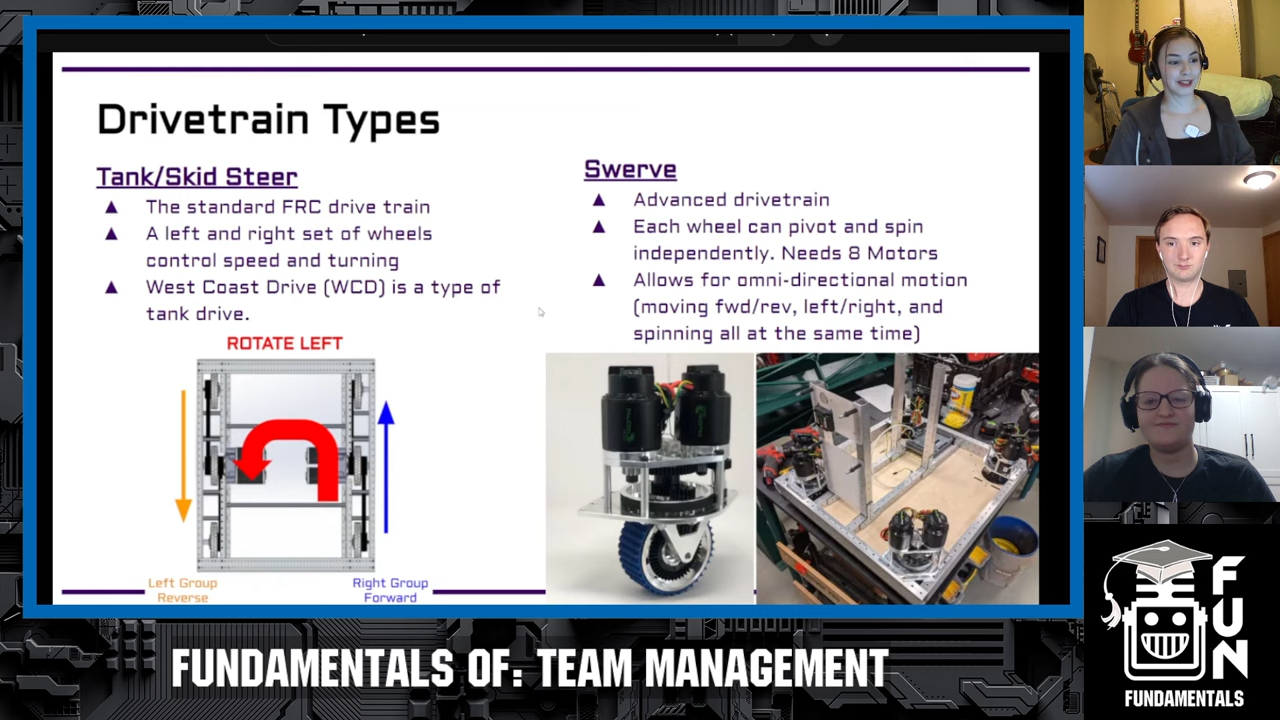 Drivetrain Types
Tank/Skid Steer
▲ The standard FRC drive train
▲ A left and right set of wheels
control speed and turning
▲ West Coast Drive (WCD) is a type of
tank drive.
ROTATE LEFT
Left Group
Reverse
Right Group
Forward
Swerve
▲ Advanced drivetrain
▲ Each wheel can pivot and spin
independently. Needs 8 Motors
▲ Allows for omni-directional motion
(moving fwd/rev, left/right, and
spinning all at the same time)
FUNDAMENTALS OF: TEAM MANAGEMENT
FUN
FUNDAMENTALS